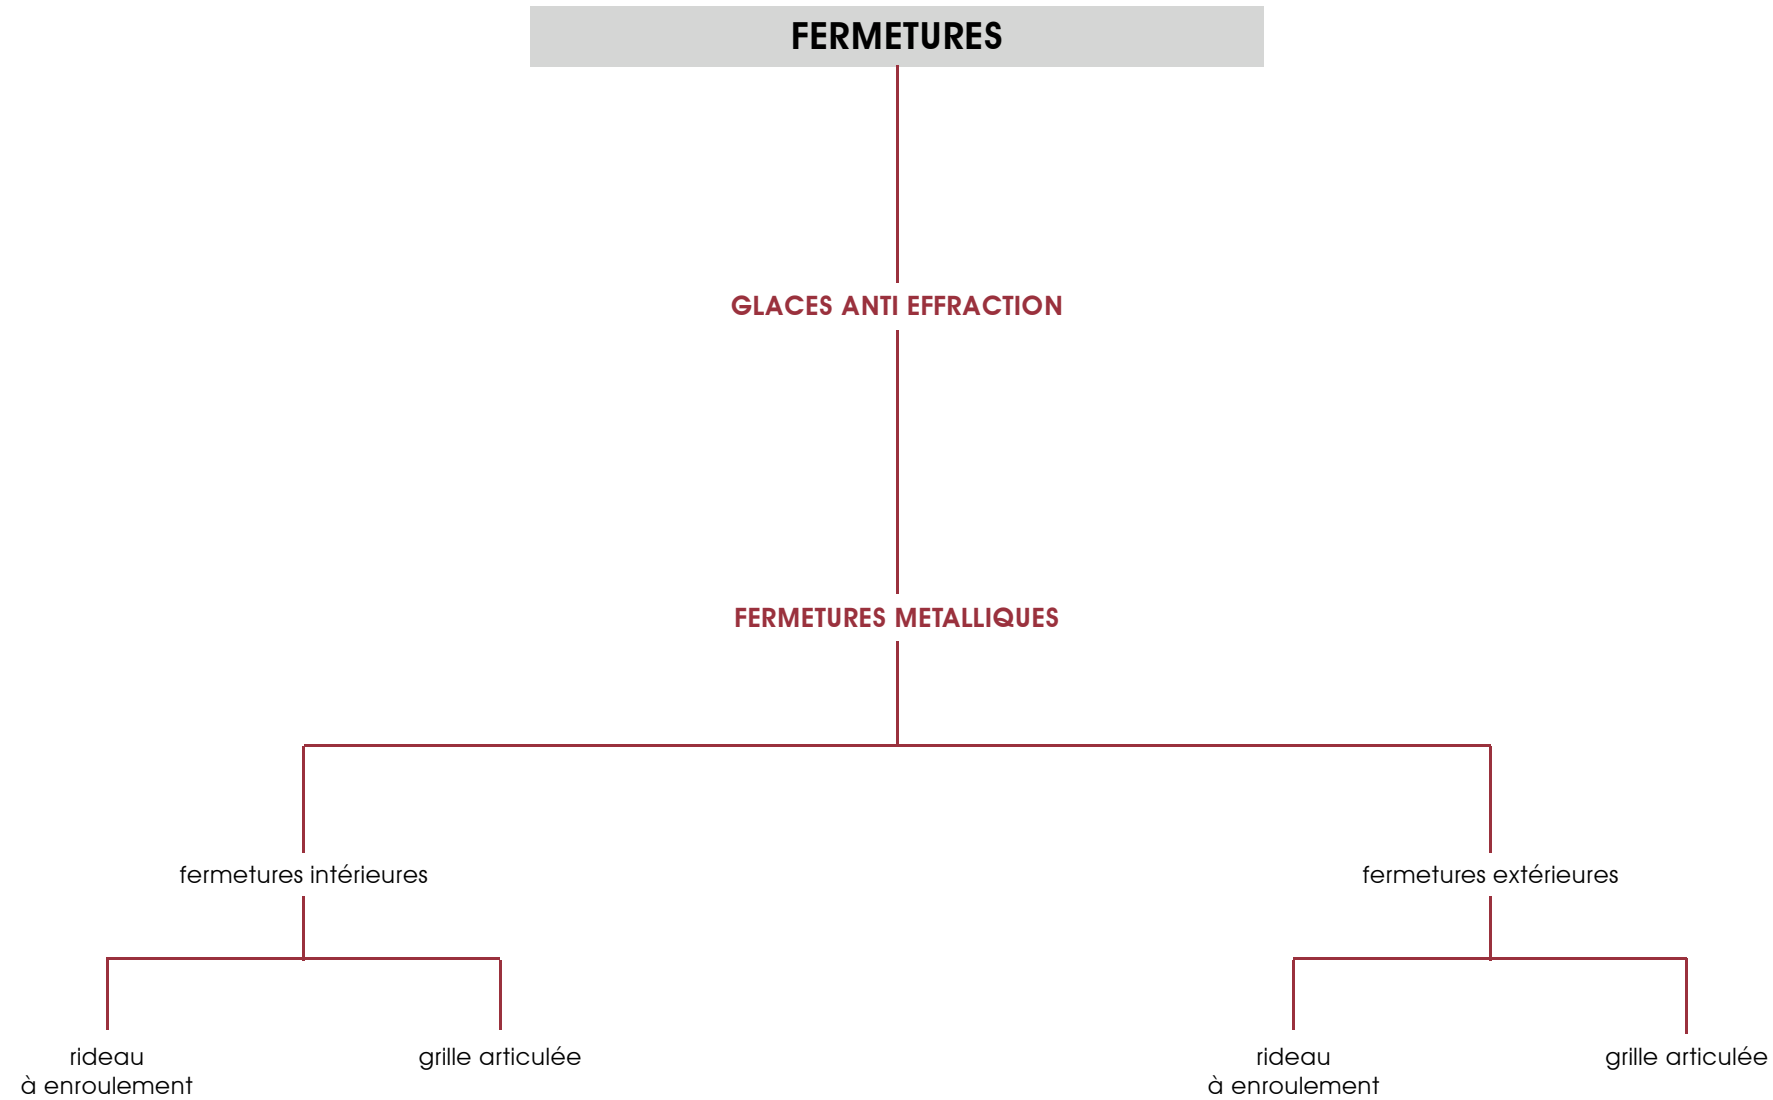 FERMETURES
GLACES ANTI EFFRACTION
FERMETURES METALLIQUES
fermetures intérieures
fermetures extérieures
rideau
à enroulement
grille articulée
rideau
à enroulement
grille articulée